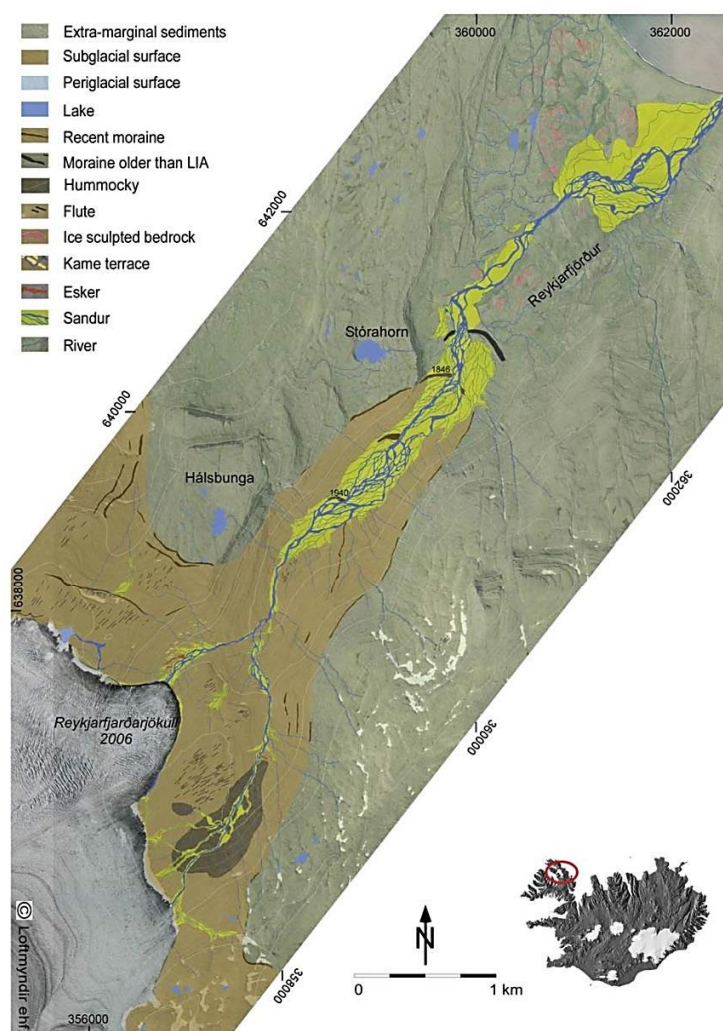 Extra-marginal sediments
Subglacial surface
Periglacial surface
Lake
Recent moraine
Moraine older than LIA
Hummocky
Flute
Ice sculpted bedrock
Kame terrace
Esker
Sandur
River
360000
362000
642000
Reykjarfjörður
Stórahorn
1846
640000
Hálsbunga
362000
1940
638000
Reykjarfjarðarjökull
2006
360000
© Loftmyndir ehf
N
358000
0
1 km
356000